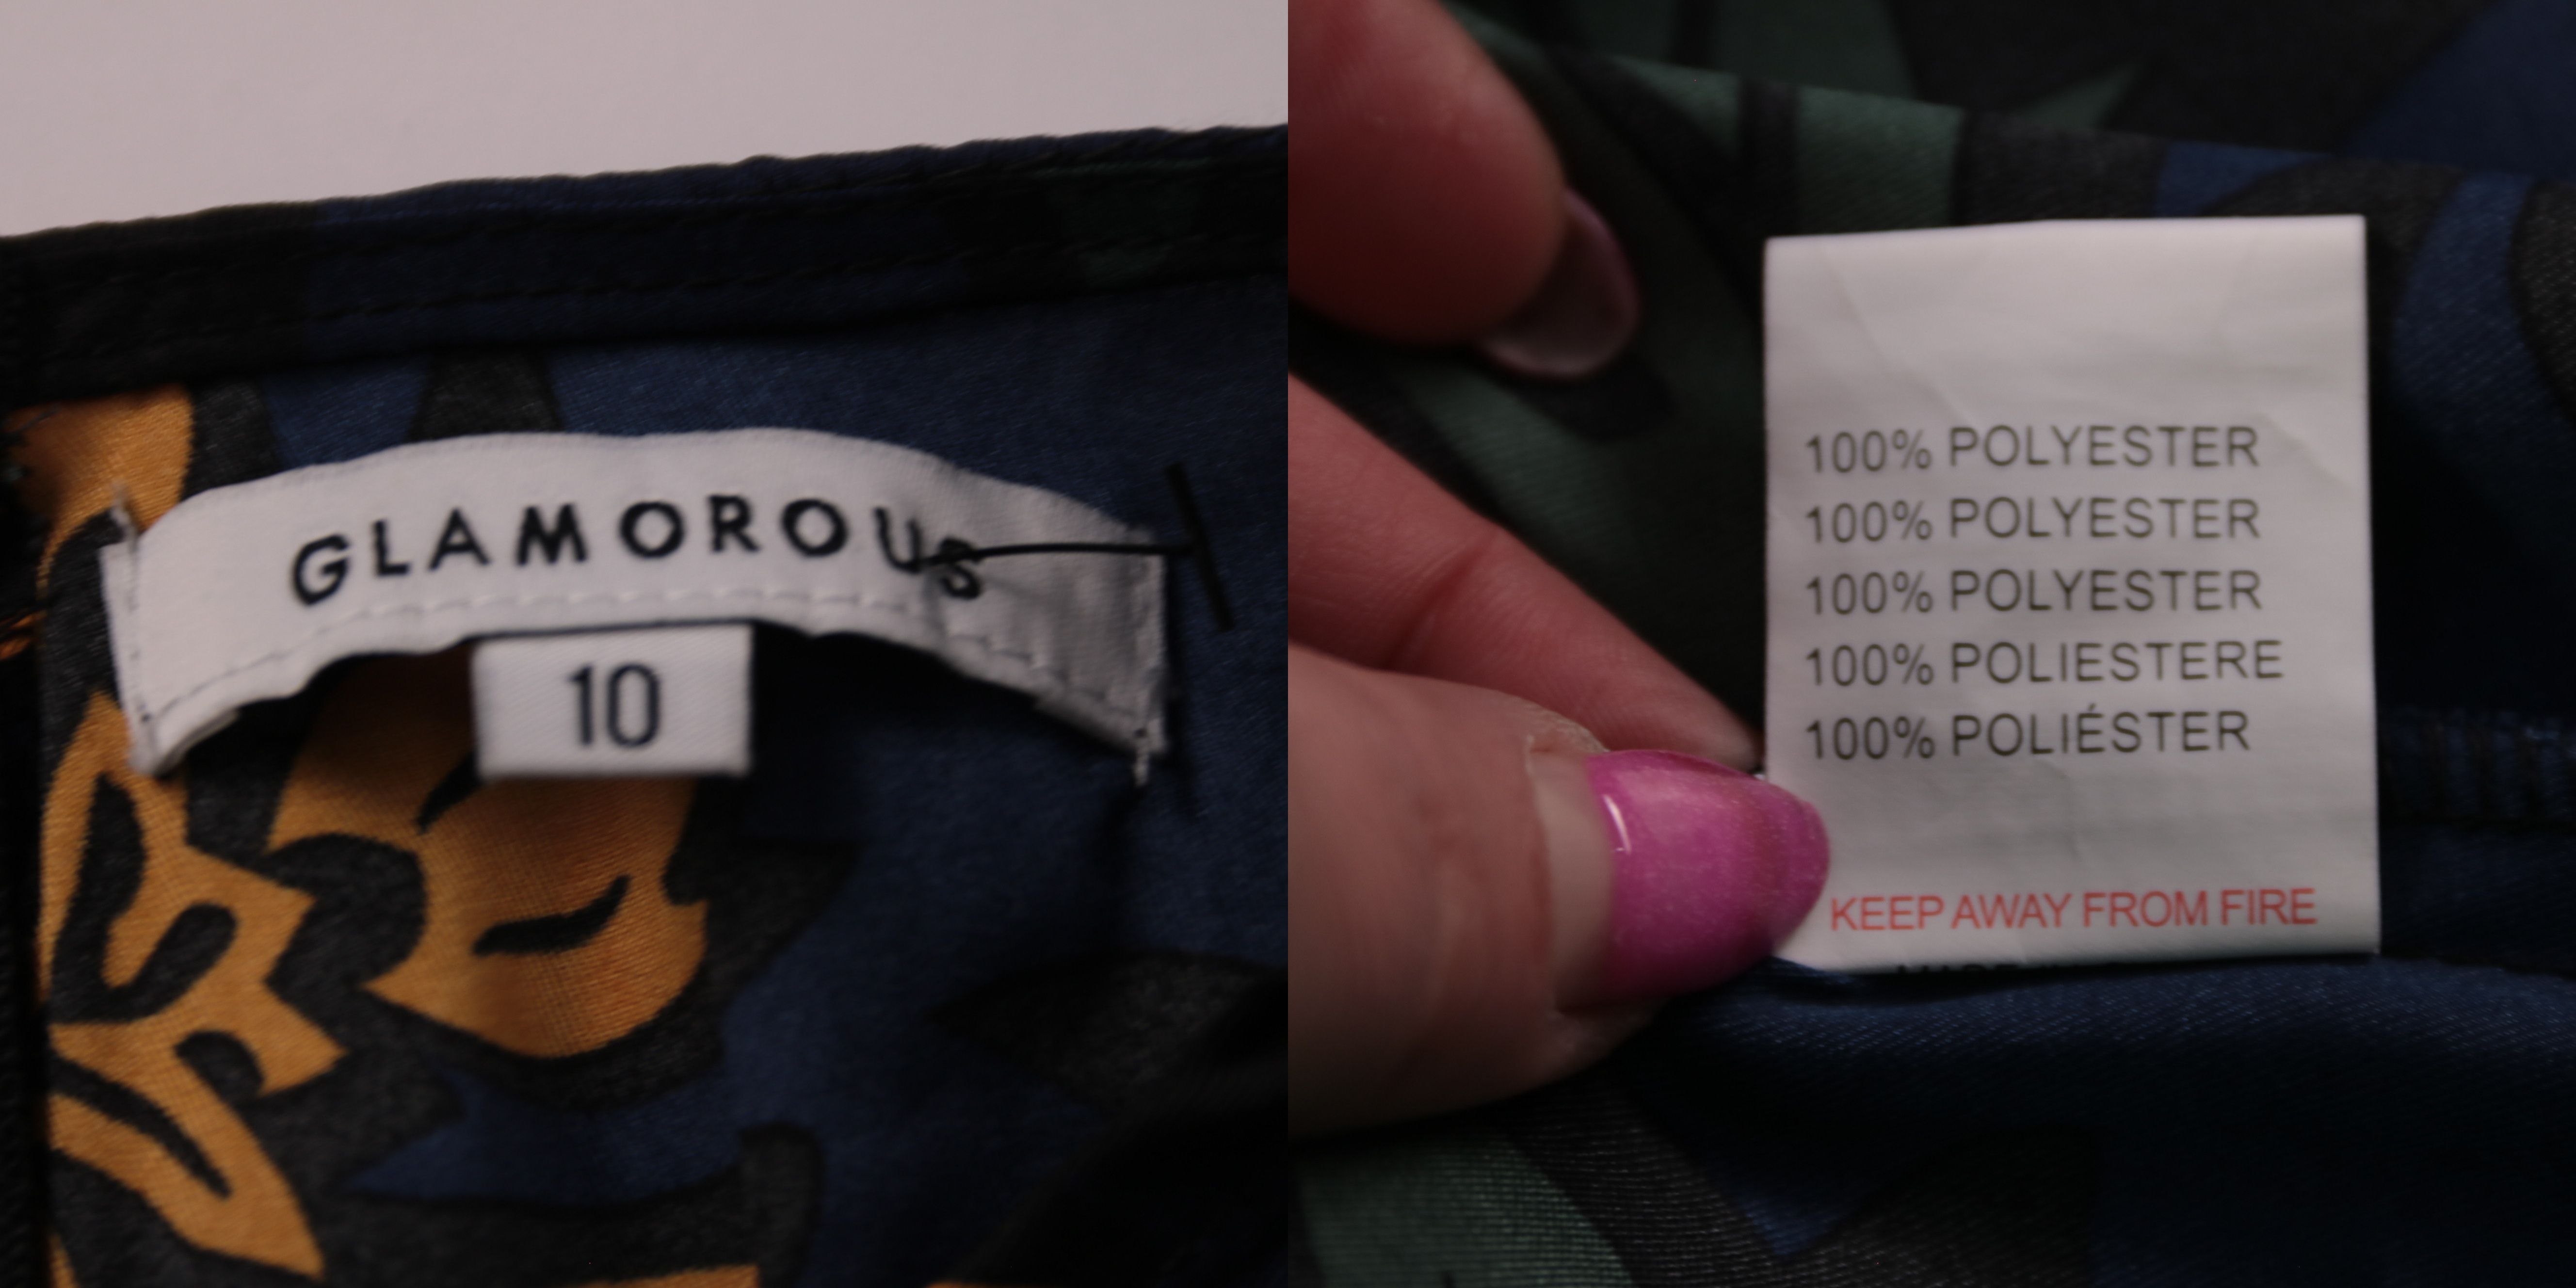 GLAMOROUS
10
100% POLYESTER
100% POLYESTER
100% POLYESTER
100% POLIESTERE
100% POLIÉSTER
KEEP AWAY FROM FIRE